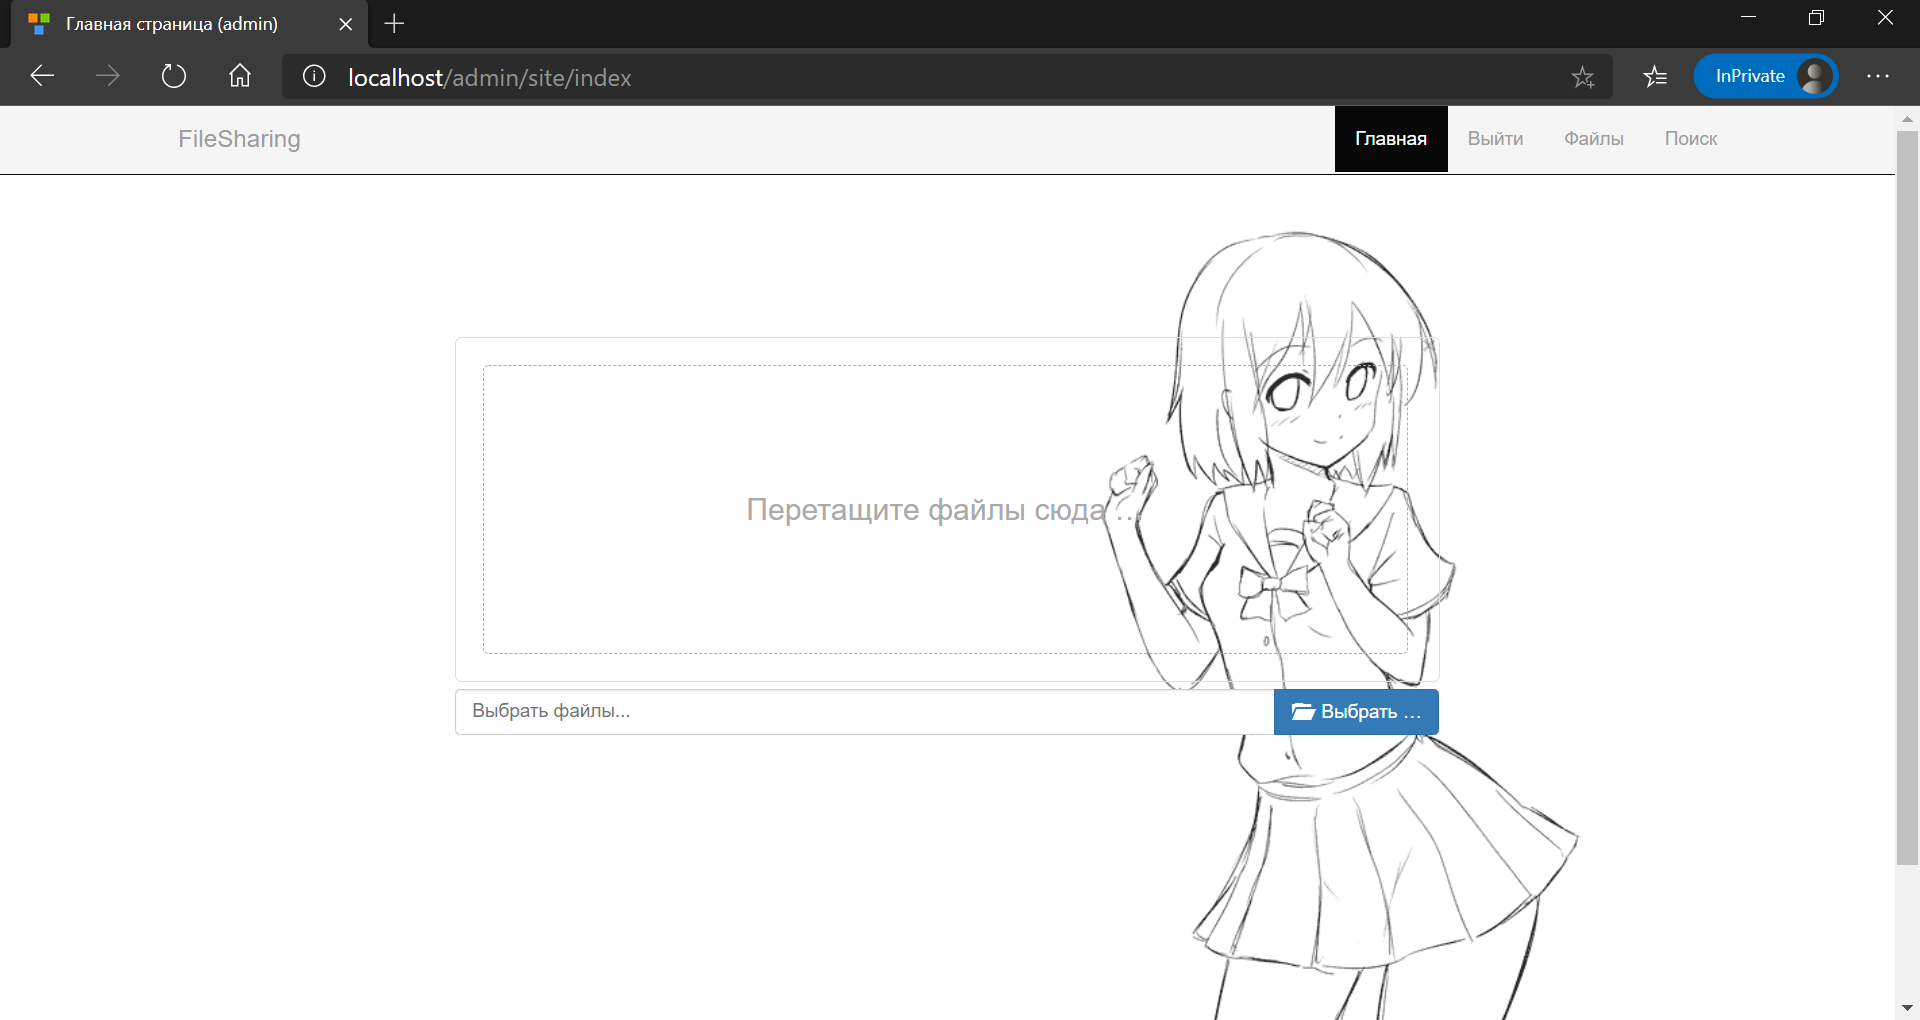 Главная страница (admin)
localhost/admin/site/index
InPrivate
FileSharing
Главная
Выйти
Файлы
Поиск
Перетащите файлы сюда ...
Выбрать файлы...
Выбрать ...